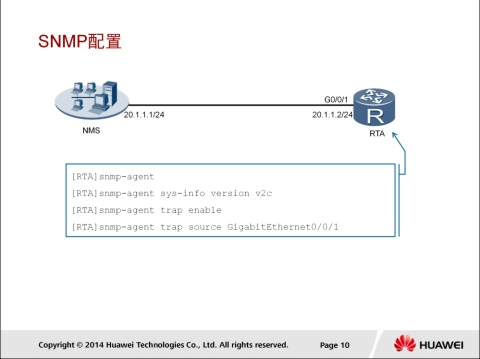 SNMP配置
G0/0/1
20.1.1.1/24
20.1.1.2/24
R
NMS
RTA
[RTA]snmp-agent
[RTA]snmp-agent sys-info version v2c
[RTA]snmp-agent trap enable
[RTA]snmp-agent trap source GigabitEthernet0/0/1
Copyright © 2014 Huawei Technologies Co., Ltd. All rights reserved.
Page 10
HUAWEI